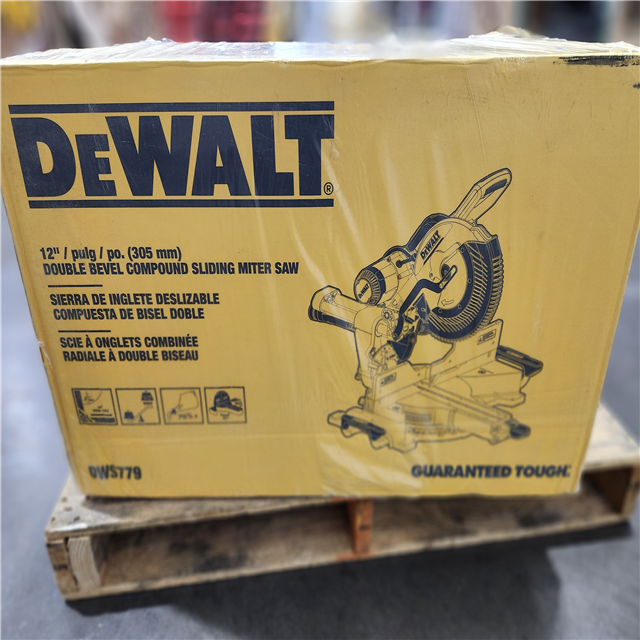 DEWALT®
12" / pulg / po. (305 mm)
DOUBLE BEVEL COMPOUND SLIDING MITER SAW
SIERRA DE INGLETE DESLIZABLE
COMPUESTA DE BISEL DOBLE
SCIE À ONGLETS COMBINÉE
RADIALE À DOUBLE BISEAU
DEWALT
DWS779
GUARANTEED TOUGH.